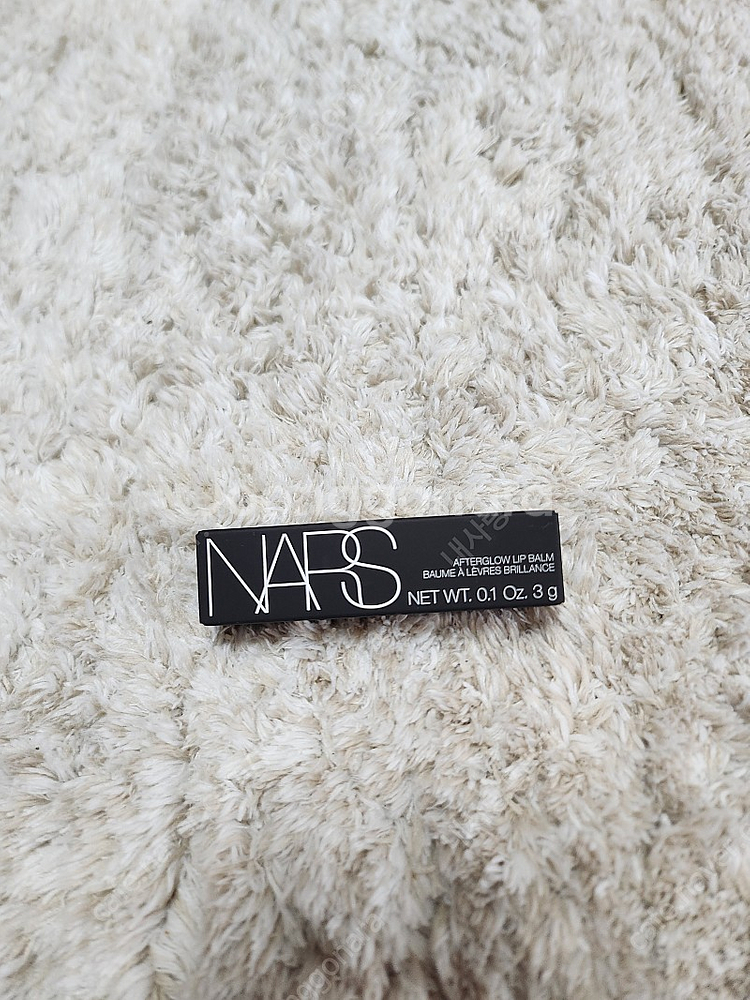 NARS
AFTERGLOW LIP BALM
BAUME À LÈVRES BRILLANCE
NET WT. 0.1 Oz. 3 g